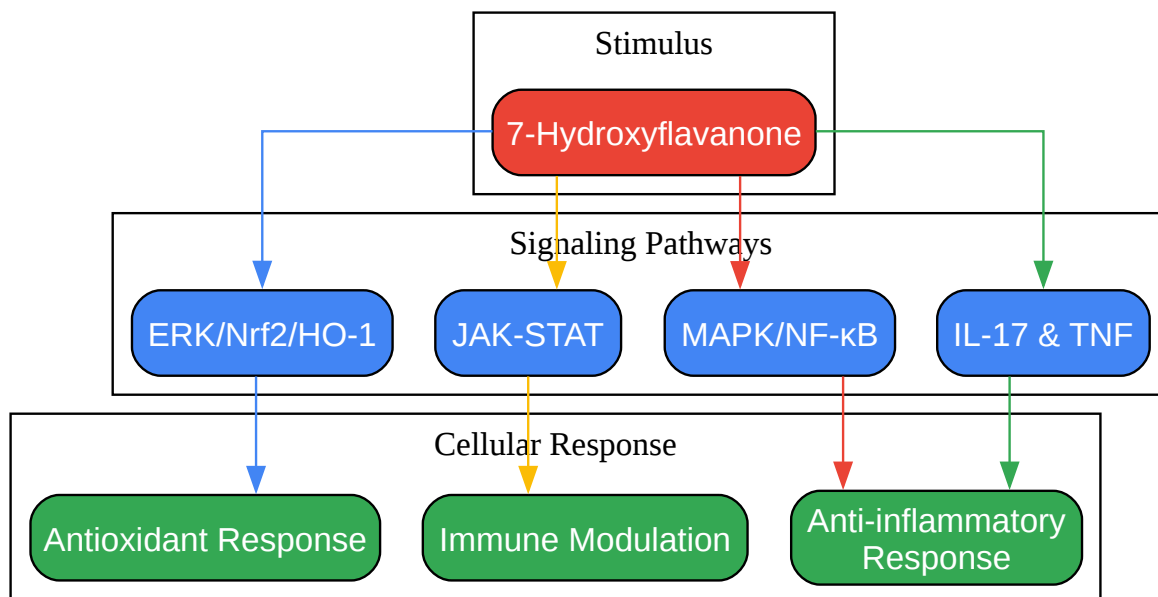 Stimulus
7-Hydroxyflavanone
Signaling Pathways
ERK/Nrf2/HO-1
JAK-STAT
MAPK/NF-κB
IL-17 & TNF
Cellular Response
Antioxidant Response
Immune Modulation
Anti-inflammatory
Response